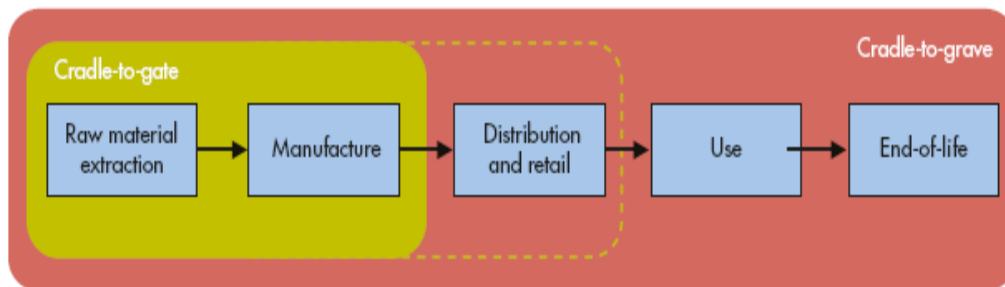 Cradle-to-grave
Cradle-to-gate
Raw material
extraction
Manufacture
Distribution
and retail
Use
End-of-life